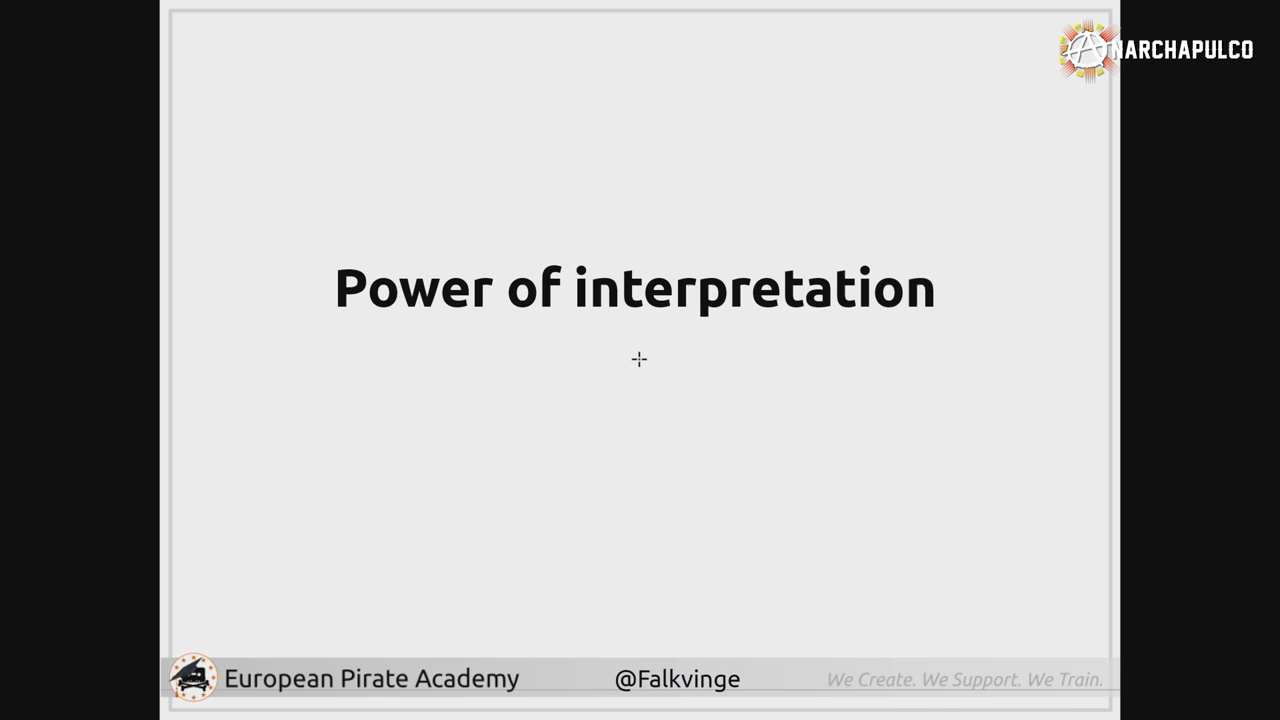 ANARCHAPULCO
Power of interpretation
European Pirate Academy
@Falkvinge
We Create. We Support. We Train.